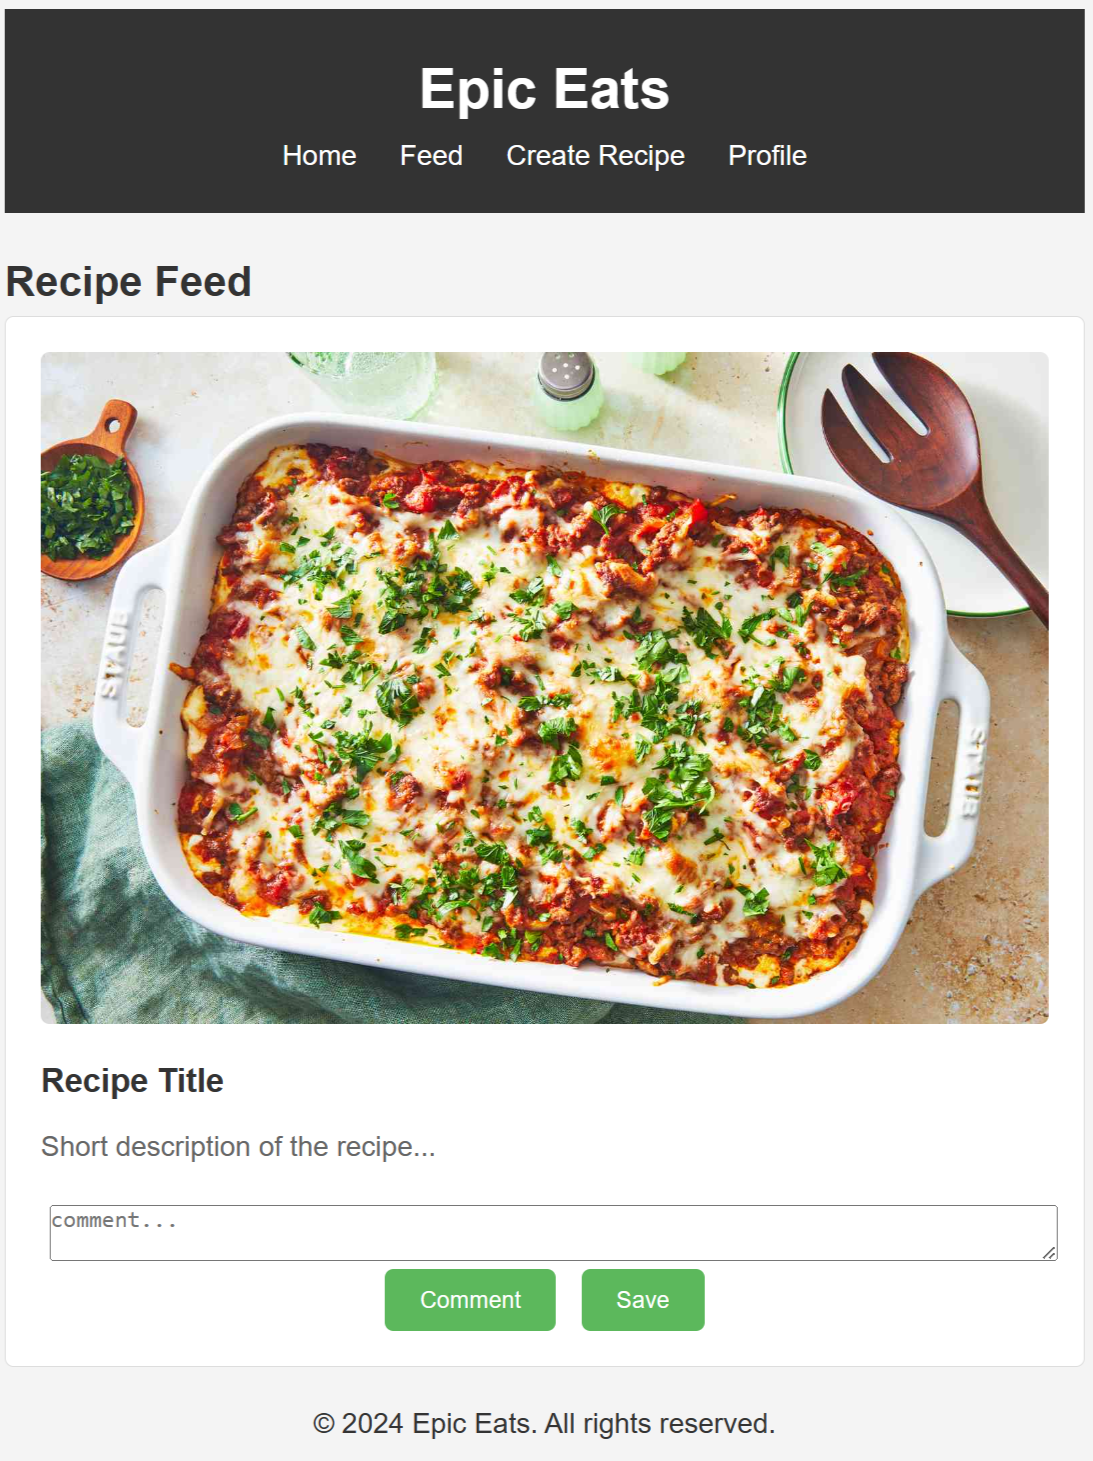 Epic Eats
Home Feed Create Recipe Profile
Recipe Feed
STAUB
STAUB
Recipe Title
Short description of the recipe...
comment...
Comment Save
© 2024 Epic Eats. All rights reserved.